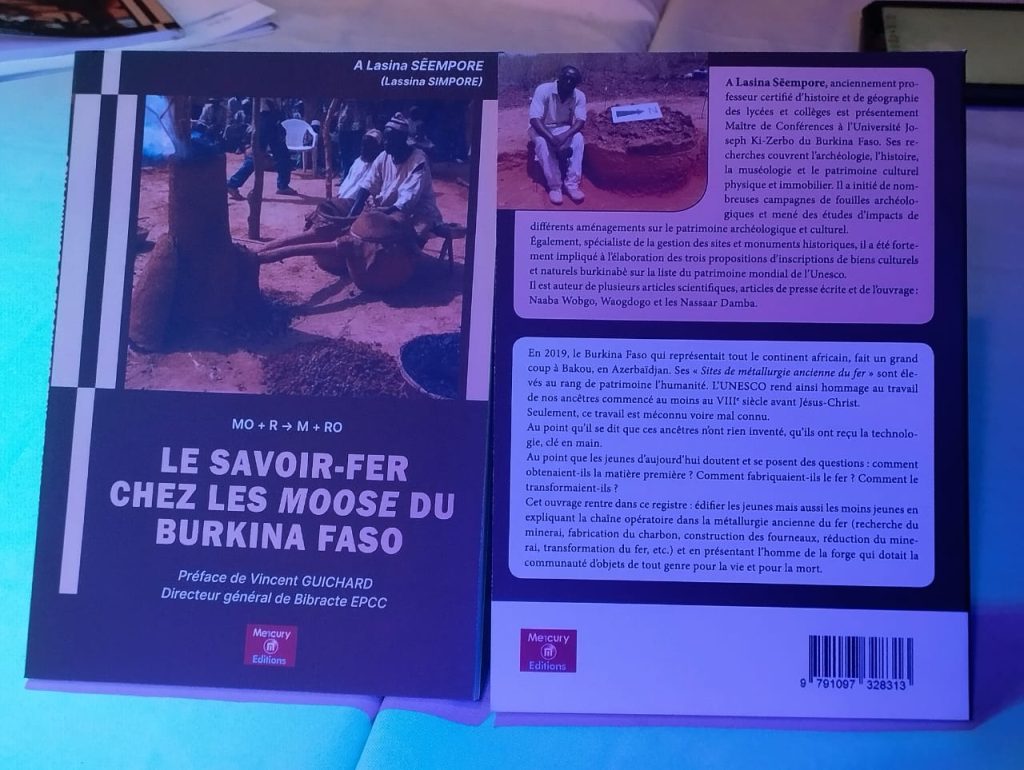 A Lasina SẼEMPORE
(Lassina SIMPORE)
MO + R → M + RO
LE SAVOIR-FER
CHEZ LES MOOSE DU
BURKINA FASO
Préface de Vincent GUICHARD
Directeur général de Bibracte EPCC
Mercury
Editions
A Lasina Sẽempore, anciennement pro-
fesseur certifié d'histoire et de géographie
des lycées et collèges est présentement
Maître de Conférences à l'Université Jo-
seph Ki-Zerbo du Burkina Faso. Ses re-
cherches couvrent l'archéologie, l'histoire,
la muséologie et le patrimoine culturel
physique et immobilier. Il a initié de nom-
breuses campagnes de fouilles archéolo-
giques et mené des études d'impacts de
différents aménagements sur le patrimoine archéologique et culturel.
Également, spécialiste de la gestion des sites et monuments historiques, il a été forte-
ment impliqué à l'élaboration des trois propositions d'inscriptions de biens culturels
et naturels burkinabè sur la liste du patrimoine mondial de l'Unesco.
Il est auteur de plusieurs articles scientifiques, articles de presse écrite et de l'ouvrage :
Naaba Wobgo, Waogdogo et les Nassaar Damba.
En 2019, le Burkina Faso qui représentait tout le continent africain, fait un grand
coup à Bakou, en Azerbaïdjan. Ses « Sites de métallurgie ancienne du fer » sont éle-
vés au rang de patrimoine l'humanité. L'UNESCO rend ainsi hommage au travail
de nos ancêtres commencé au moins au VIIIe siècle avant Jésus-Christ.
Seulement, ce travail est méconnu voire mal connu.
Au point qu'il se dit que ces ancêtres n'ont rien inventé, qu'ils ont reçu la technolo-
gie, clé en main.
Au point que les jeunes d'aujourd'hui doutent et se posent des questions : comment
obtenaient-ils la matière première ? Comment fabriquaient-ils le fer ? Comment le
transformaient-ils ?
Cet ouvrage rentre dans ce registre : édifier les jeunes mais aussi les moins jeunes en
expliquant la chaîne opératoire dans la métallurgie ancienne du fer (recherche du
minerai, fabrication du charbon, construction des fourneaux, réduction du mine-
rai, transformation du fer, etc.) et en présentant l'homme de la forge qui dotait la
communauté d'objets de tout genre pour la vie et pour la mort.
Mercury
Editions
9 791097 328313